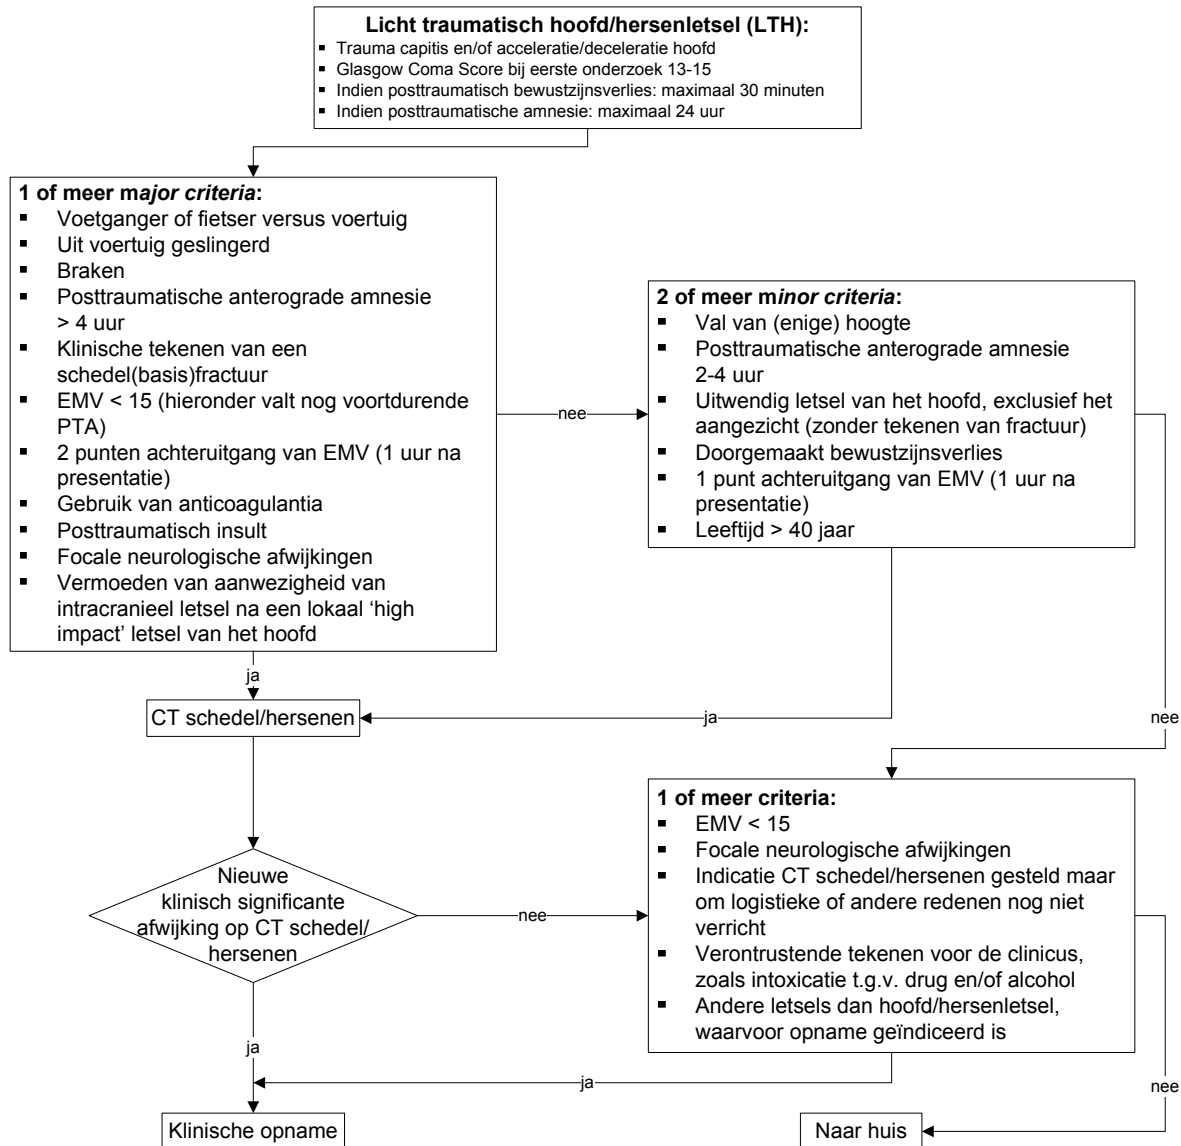 Licht traumatisch hoofd/hersenletsel (LTH):
▪ Trauma capitis en/of acceleratie/deceleratie hoofd
▪ Glasgow Coma Score bij eerste onderzoek 13-15
▪ Indien posttraumatisch bewustzijnsverlies: maximaal 30 minuten
▪ Indien posttraumatische amnesie: maximaal 24 uur
1 of meer major criteria:
▪ Voetganger of fietser versus voertuig
▪ Uit voertuig geslingerd
▪ Braken
▪ Posttraumatische anterograde amnesie
> 4 uur
▪ Klinische tekenen van een
schedel(basis)fractuur
▪ EMV < 15 (hieronder valt nog voortdurende
PTA)
▪ 2 punten achteruitgang van EMV (1 uur na
presentatie)
▪ Gebruik van anticoagulantia
▪ Posttraumatisch insult
▪ Focale neurologische afwijkingen
▪ Vermoeden van aanwezigheid van
intracranieel letsel na een lokaal ‘high
impact’ letsel van het hoofd
nee
2 of meer minor criteria:
▪ Val van (enige) hoogte
▪ Posttraumatische anterograde amnesie
2-4 uur
▪ Uitwendig letsel van het hoofd, exclusief het
aangezicht (zonder tekenen van fractuur)
▪ Doorgemaakt bewustzijnsverlies
▪ 1 punt achteruitgang van EMV (1 uur na
presentatie)
▪ Leeftijd > 40 jaar
ja
CT schedel/hersenen
ja
nee
1 of meer criteria:
▪ EMV < 15
▪ Focale neurologische afwijkingen
▪ Indicatie CT schedel/hersenen gesteld maar
om logistieke of andere redenen nog niet
verricht
▪ Verontrustende tekenen voor de clinicus,
zoals intoxicatie t.g.v. drug en/of alcohol
▪ Andere letsels dan hoofd/hersenletsel,
waarvoor opname geïndiceerd is
Nieuwe
klinisch significante
afwijking op CT schedel/
hersenen
nee
ja
ja
nee
Klinische opname
Naar huis